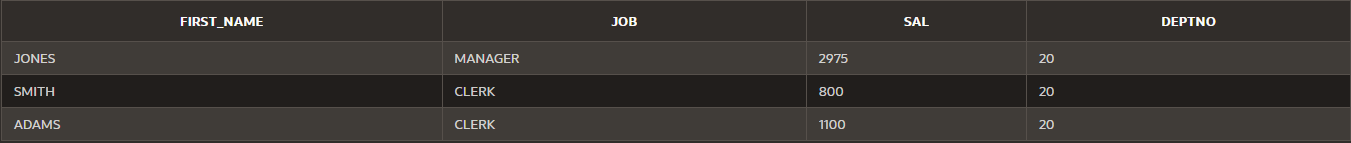 FIRST_NAME JOB SAL DEPTNO
JONES MANAGER 2975 20
SMITH CLERK 800 20
ADAMS CLERK 1100 20